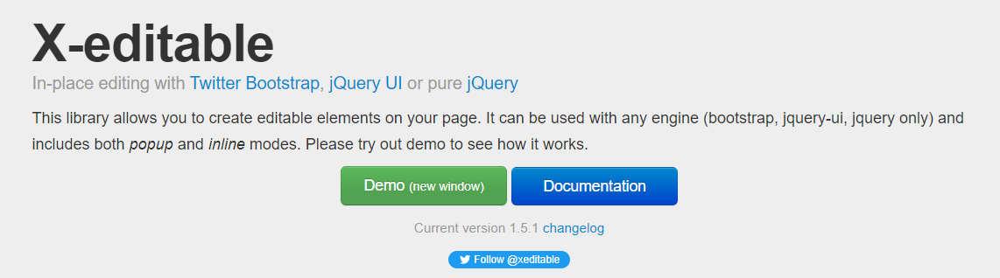 X-editable
In-place editing with Twitter Bootstrap, jQuery UI or pure jQuery
This library allows you to create editable elements on your page. It can be used with any engine (bootstrap, jquery-ui, jquery only) and
includes both popup and inline modes. Please try out demo to see how it works.
Demo (new window) Documentation
Current version 1.5.1 changelog
Follow @xeditable